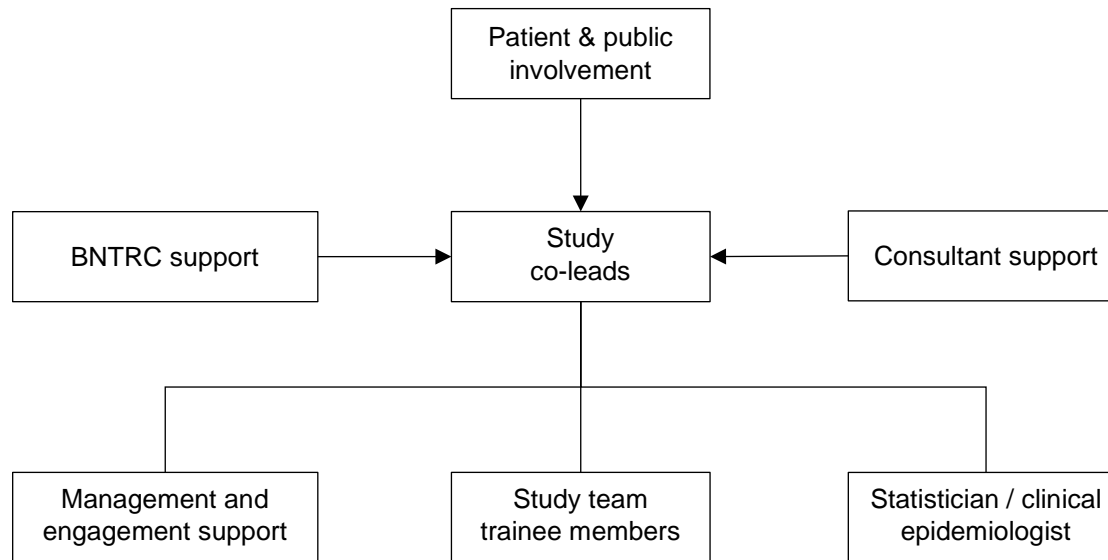 Patient & public
involvement
BNTRC support
Study
co-leads
Consultant support
Management and
engagement support
Study team
trainee members
Statistician / clinical
epidemiologist